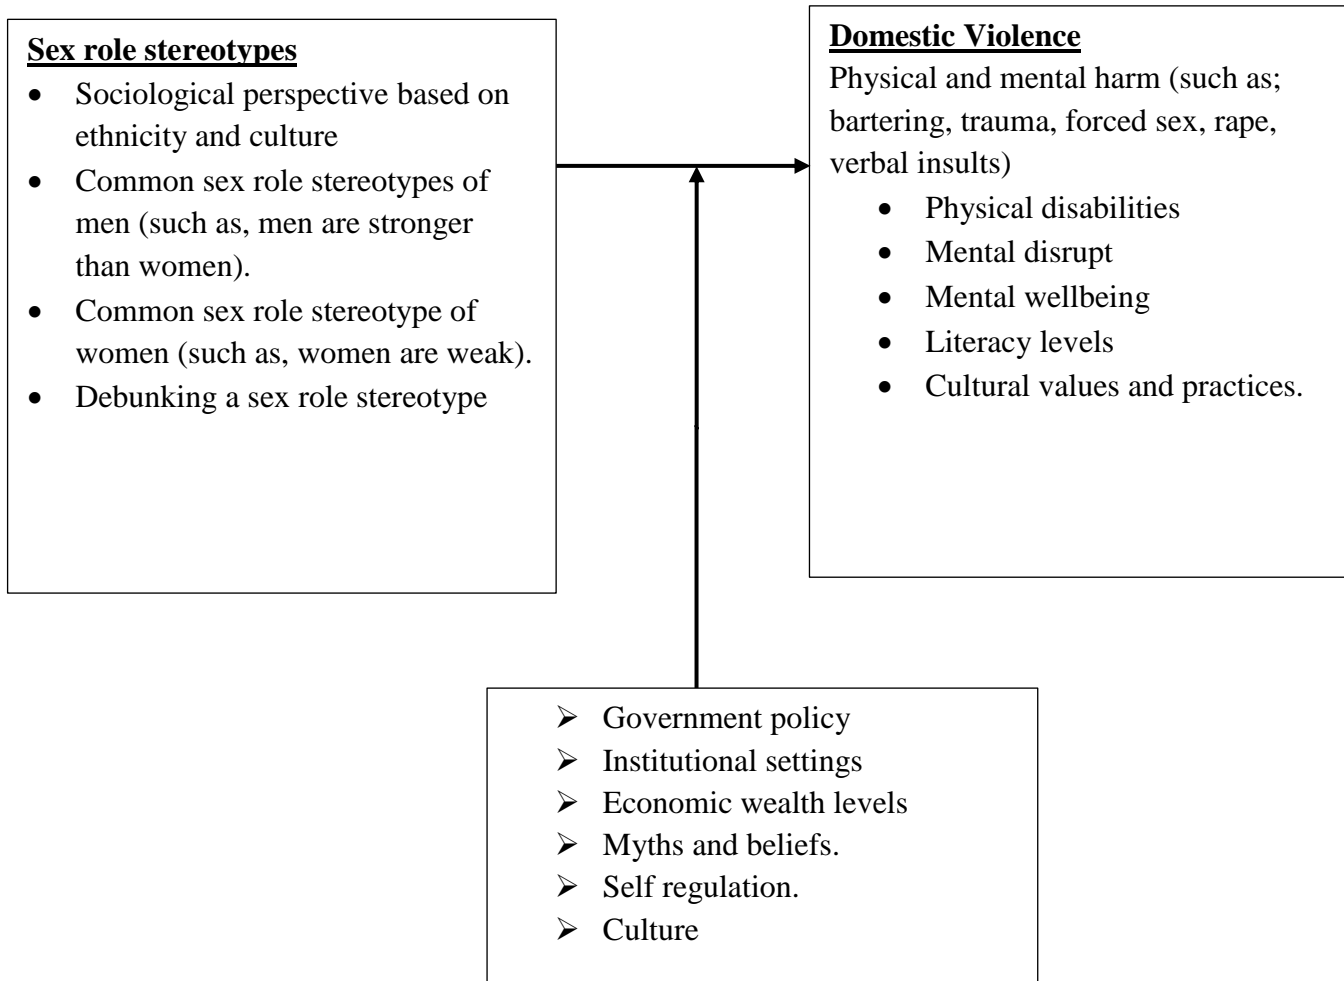 Sex role stereotypes
• Sociological perspective based on
ethnicity and culture
• Common sex role stereotypes of
men (such as, men are stronger
than women).
• Common sex role stereotype of
women (such as, women are weak).
• Debunking a sex role stereotype
Domestic Violence
Physical and mental harm (such as;
bartering, trauma, forced sex, rape,
verbal insults)
• Physical disabilities
• Mental disrupt
• Mental wellbeing
• Literacy levels
• Cultural values and practices.
➢ Government policy
➢ Institutional settings
➢ Economic wealth levels
➢ Myths and beliefs.
➢ Self regulation.
➢ Culture